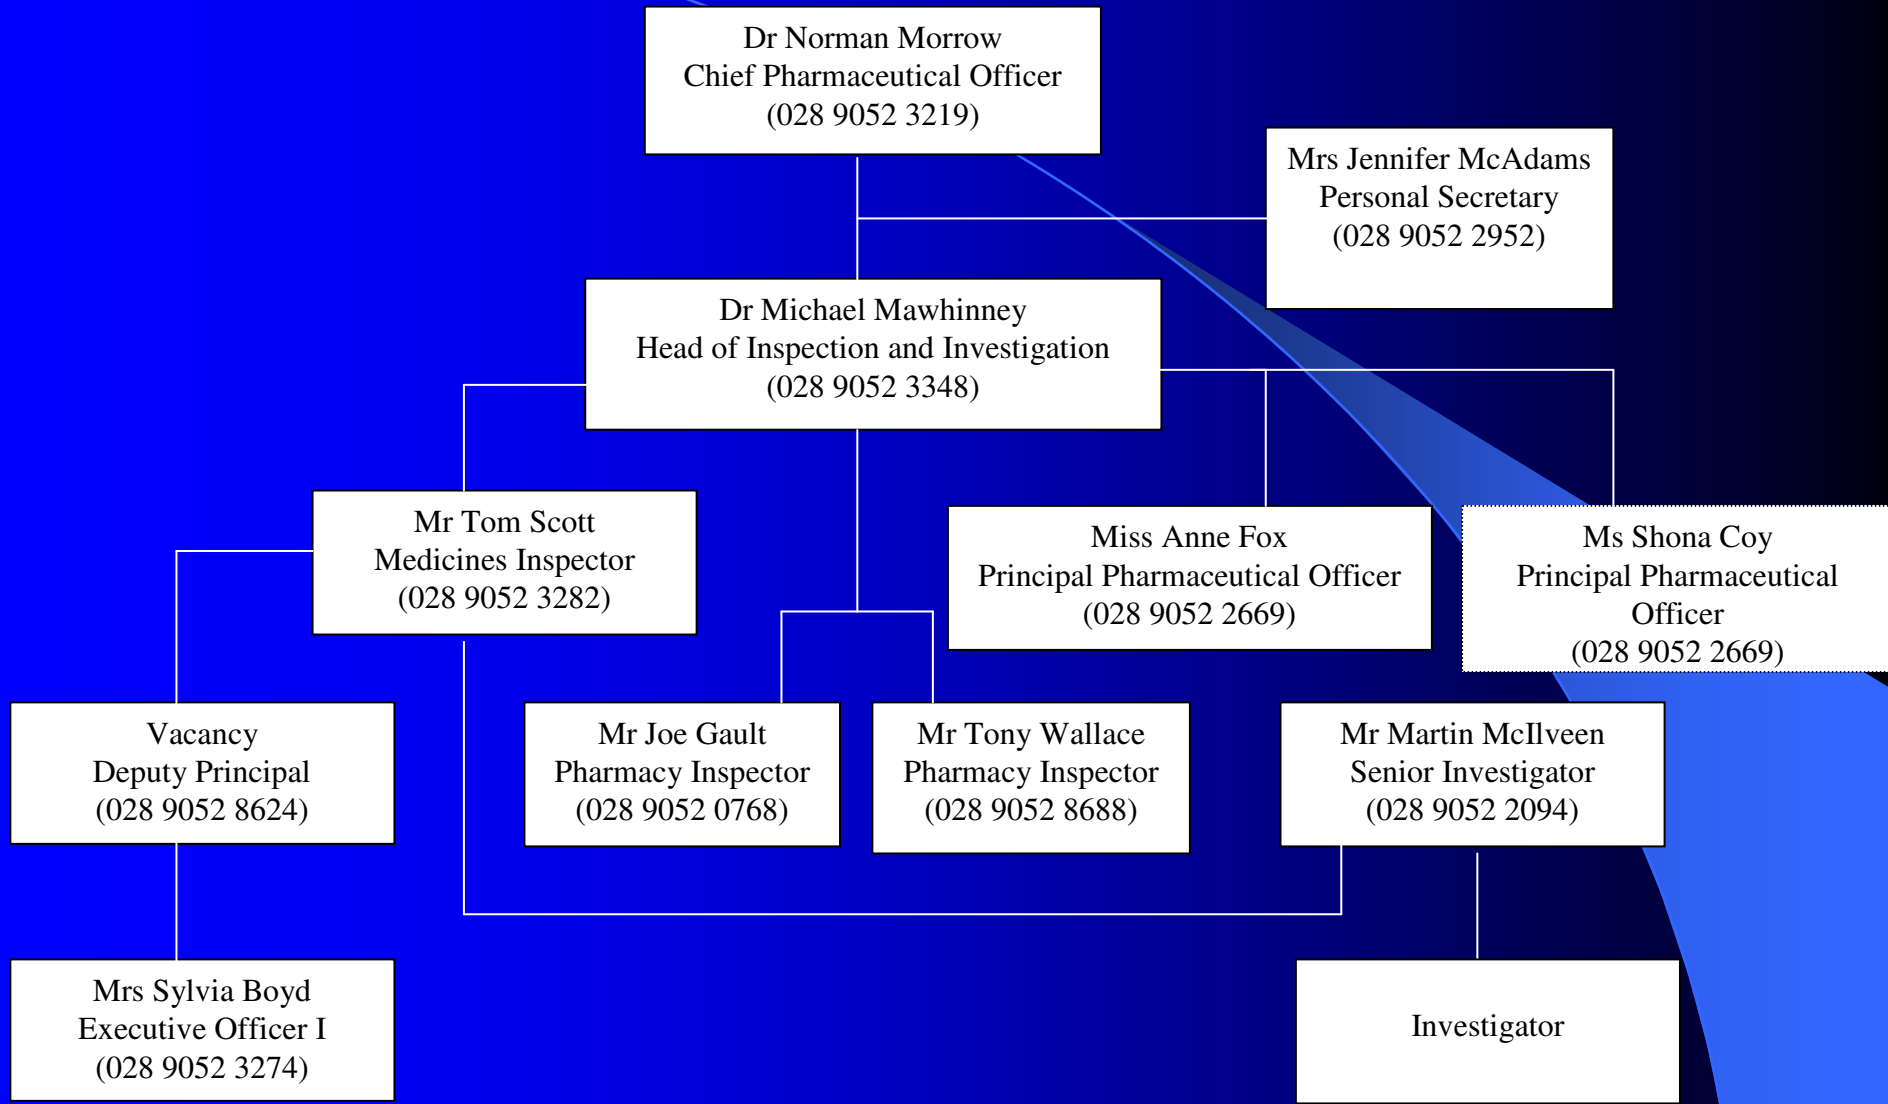 Dr Norman Morrow
Chief Pharmaceutical Officer
(028 9052 3219)
Mrs Jennifer McAdams
Personal Secretary
(028 9052 2952)
Dr Michael Mawhinney
Head of Inspection and Investigation
(028 9052 3348)
Mr Tom Scott
Medicines Inspector
(028 9052 3282)
Miss Anne Fox
Principal Pharmaceutical Officer
(028 9052 2669)
Ms Shona Coy
Principal Pharmaceutical
Officer
(028 9052 2669)
Vacancy
Deputy Principal
(028 9052 8624)
Mr Joe Gault
Pharmacy Inspector
(028 9052 0768)
Mr Tony Wallace
Pharmacy Inspector
(028 9052 8688)
Mr Martin McIlveen
Senior Investigator
(028 9052 2094)
Mrs Sylvia Boyd
Executive Officer I
(028 9052 3274)
Investigator